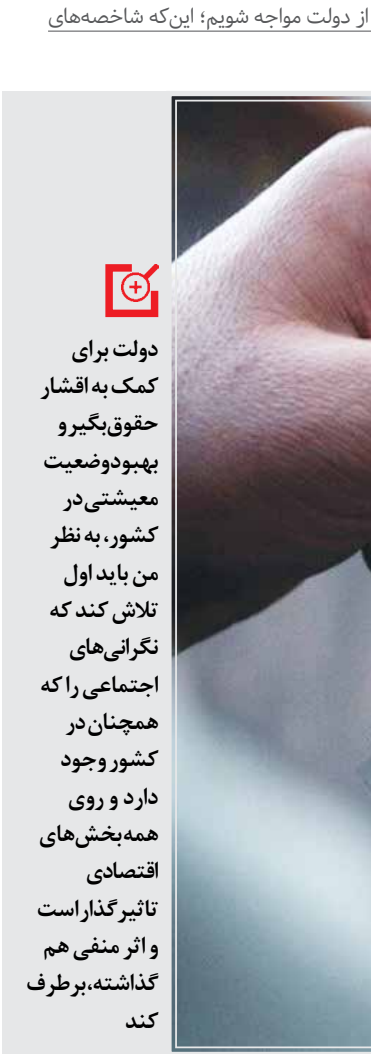 از دولت مواجه شویم؛ این‌که شاخصه‌های
دولت برای
کمک به اقشار
حقوق‌بگیر و
بهبود وضعیت
معیشتی در
کشور، به نظر
من باید اول
تلاش کند که
نگرانی‌های
اجتماعی را که
همچنان در
کشور وجود
دارد و روی
همه‌بخش‌های
اقتصادی
تاثیرگذار است
و اثر منفی هم
گذاشته، برطرف
کند